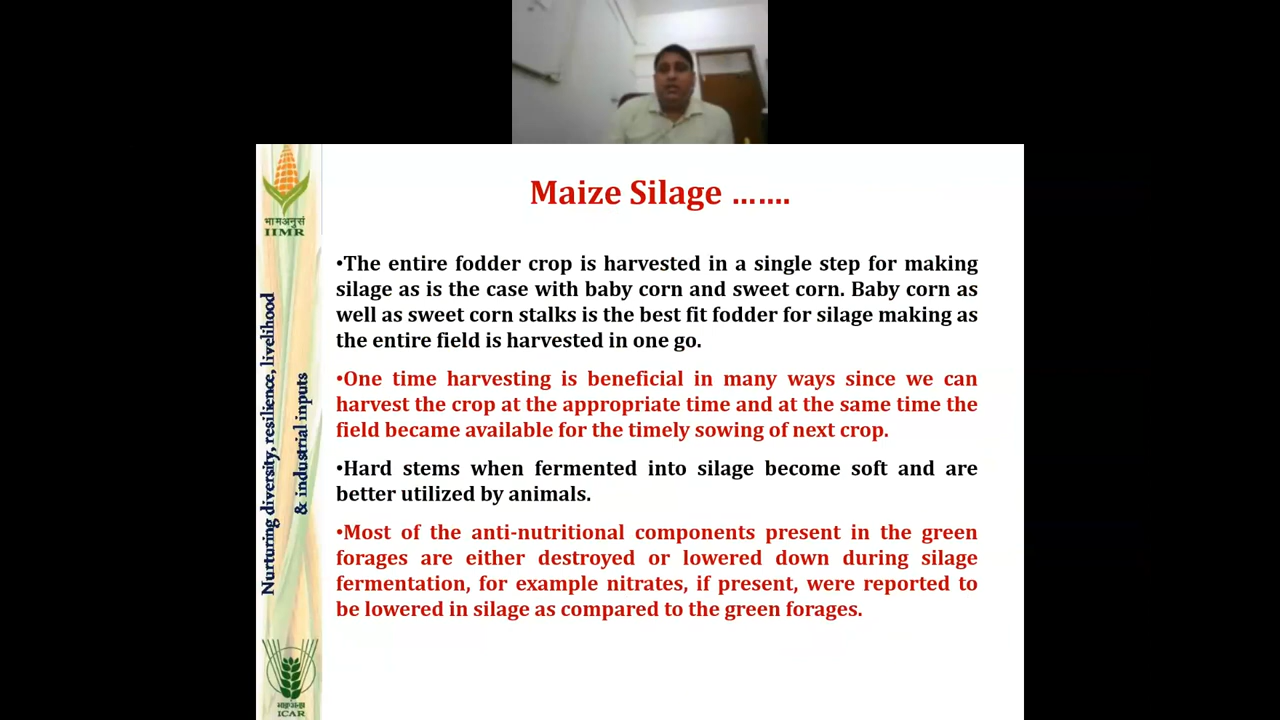 Maize Silage …….
भामअनुसं
IIMR
Nurturing diversity, resilience, livelihood
& industrial inputs
•The entire fodder crop is harvested in a single step for making
silage as is the case with baby corn and sweet corn. Baby corn as
well as sweet corn stalks is the best fit fodder for silage making as
the entire field is harvested in one go.
•One time harvesting is beneficial in many ways since we can
harvest the crop at the appropriate time and at the same time the
field became available for the timely sowing of next crop.
•Hard stems when fermented into silage become soft and are
better utilized by animals.
•Most of the anti-nutritional components present in the green
forages are either destroyed or lowered down during silage
fermentation, for example nitrates, if present, were reported to
be lowered in silage as compared to the green forages.
ICAR